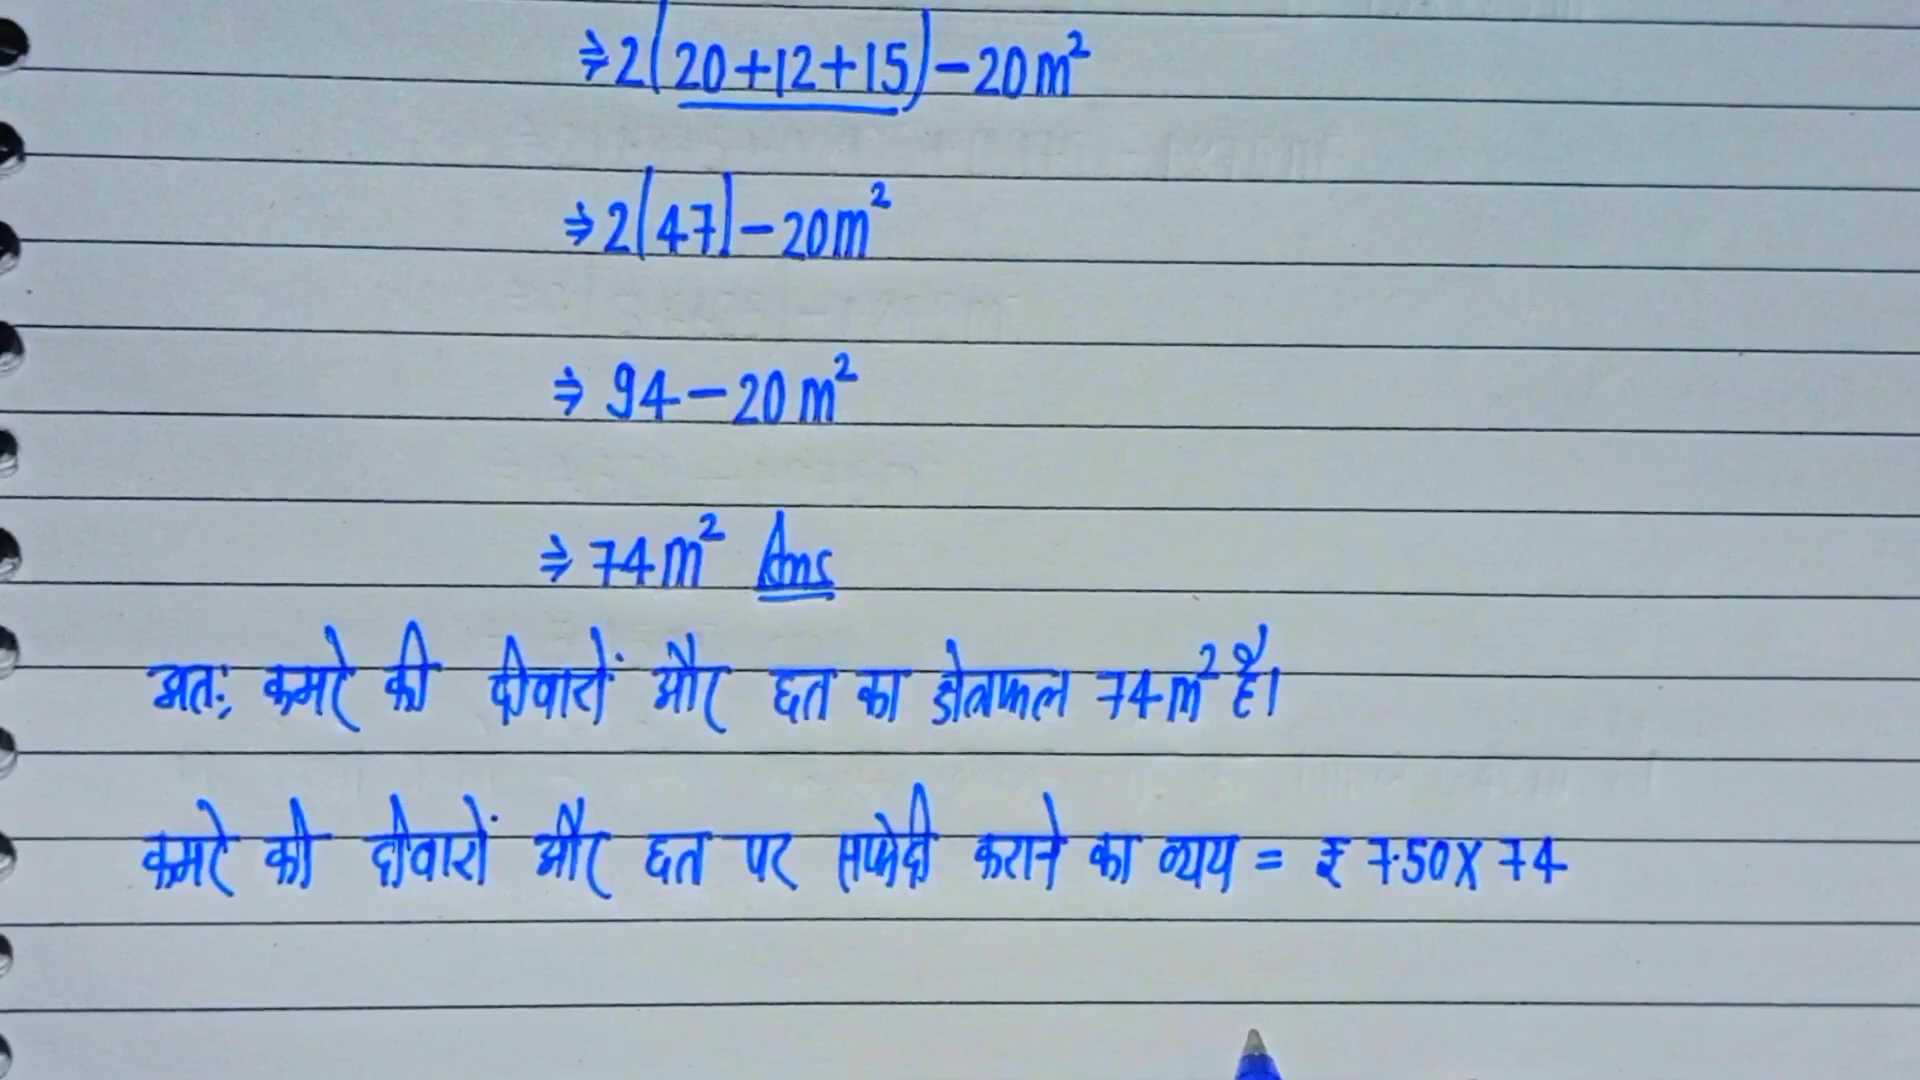 ⇒ 2(20+12+15) - 20m²
⇒ 2(47) - 20m²
⇒ 94 - 20m²
⇒ 74m² Ans
अत: कमरे की दीवारों और छत का क्षेत्रफल 74m² है।
कमरे की दीवारों और छत पर सफेदी कराने का व्यय = ₹ 7.50 x 74